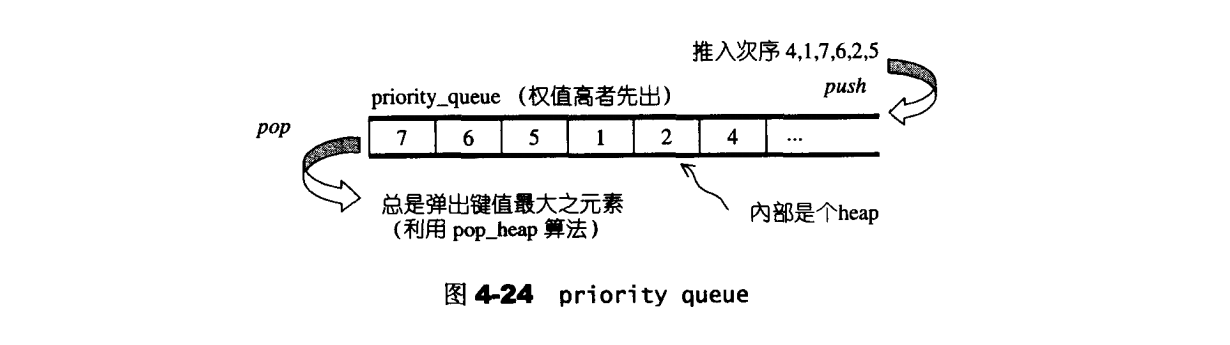 推入次序 4,1,7,6,2,5
push
priority_queue （权值高者先出）
pop
7 6 5 1 2 4 ...
总是弹出键值最大之元素
（利用 pop_heap 算法）
内部是个heap
图 4-24 priority queue